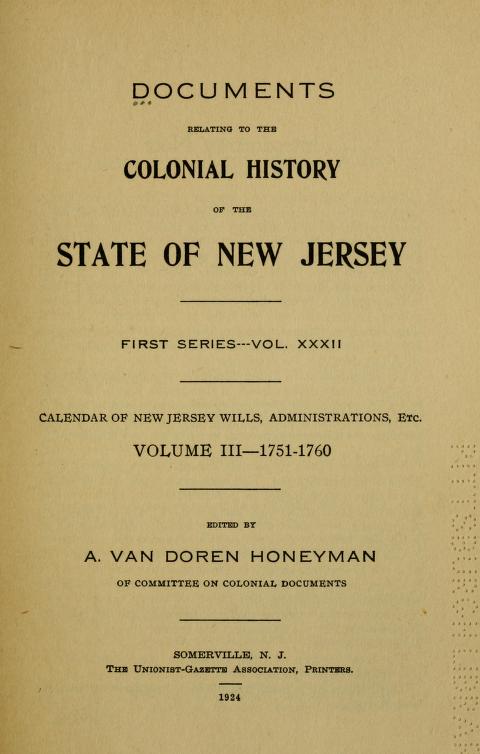 DOCUMENTS
RELATING TO THE
COLONIAL HISTORY
OF THE
STATE OF NEW JERSEY
FIRST SERIES---VOL. XXXII
CALENDAR OF NEW JERSEY WILLS, ADMINISTRATIONS, ETC.
VOLUME III—1751-1760
EDITED BY
A. VAN DOREN HONEYMAN
OF COMMITTEE ON COLONIAL DOCUMENTS
SOMERVILLE, N. J.
THE UNIONIST-GAZETTE ASSOCIATION, PRINTERS.
1924